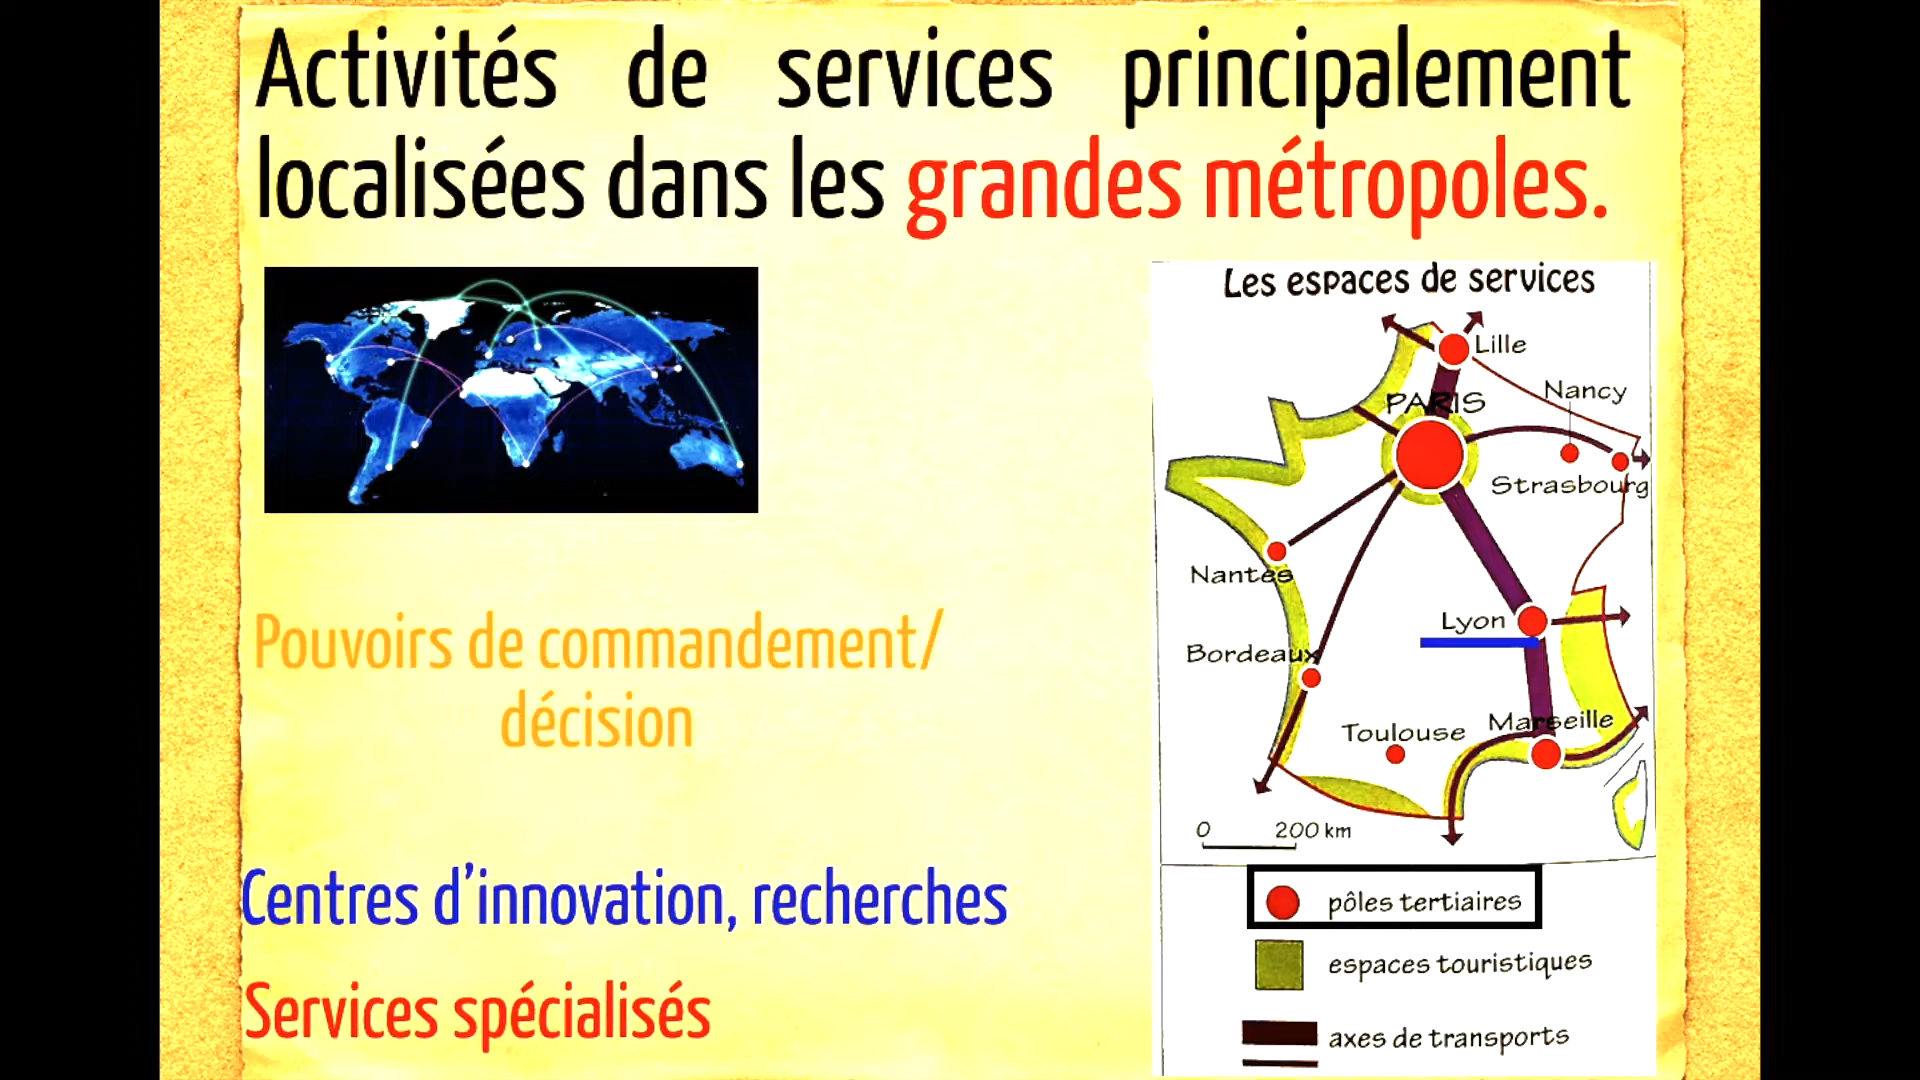 Activités de services principalement
localisées dans les grandes métropoles.
Pouvoirs de commandement/
décision
Centres d’innovation, recherches
Services spécialisés
Les espaces de services
Lille
Nancy
PARIS
Strasbourg
Nantes
Lyon
Bordeaux
Marseille
Toulouse
0 200 km
pôles tertiaires
espaces touristiques
axes de transports